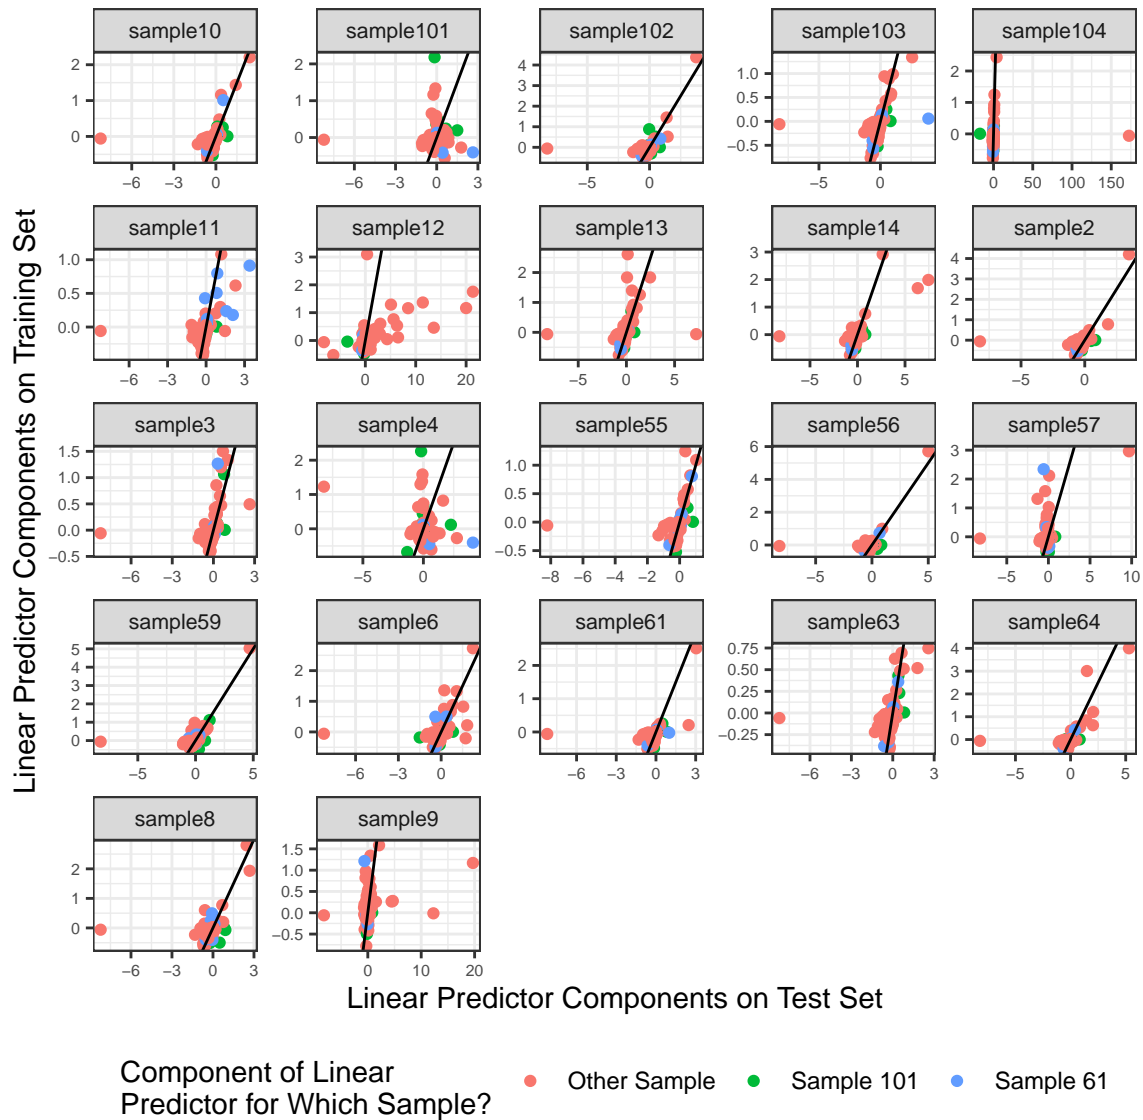 sample10 sample101 sample102 sample103 sample104
2 1 0
−6 −3 0
2 1 0
−6 −3 0 3
4 3 2 1 0
−5 0
1.0 0.5 0.0 −0.5
−5 0
2 0
0 50 100 150
sample11 sample12 sample13 sample14 sample2
1.0 0.5 0.0
−6 −3 0 3
3 2 1 0
0 10 20
2 1 0
−5 0 5
3 2 1 0
−5 0 5
4 3 2 1 0
−5 0
sample3 sample4 sample55 sample56 sample57
1.5 1.0 0.5 0.0 −0.5
−6 −3 0 3
2 0
−5 0
1.0 0.5 0.0 −0.5
−8 −6 −4 −2 0
6 4 2 0
−5 0 5
3 2 1 0
−5 0 5 10
sample59 sample6 sample61 sample63 sample64
5 4 3 2 1 0
−5 0 5
2 1 0
−6 −3 0
2 0
−6 −3 0 3
0.75 0.50 0.25 0.00 −0.25
−6 −3 0 3
4 3 2 1 0
−5 0 5
sample8 sample9
2 1 0
−6 −3 0 3
1.5 1.0 0.5 0.0 −0.5
0 10 20
Linear Predictor Components on Training Set
Linear Predictor Components on Test Set
Component of Linear
Predictor for Which Sample?
Other Sample Sample 101 Sample 61